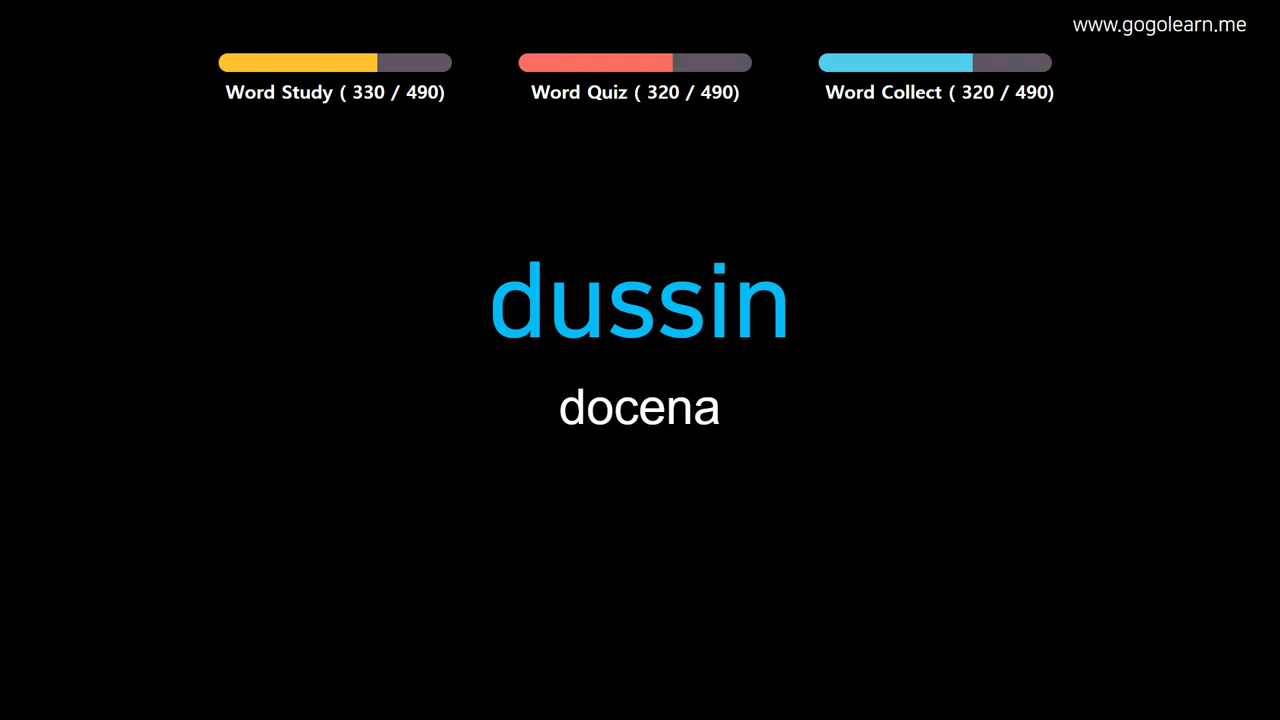 www.gogolearn.me
Word Study ( 330 / 490)
Word Quiz ( 320 / 490)
Word Collect ( 320 / 490)
dussin
docena